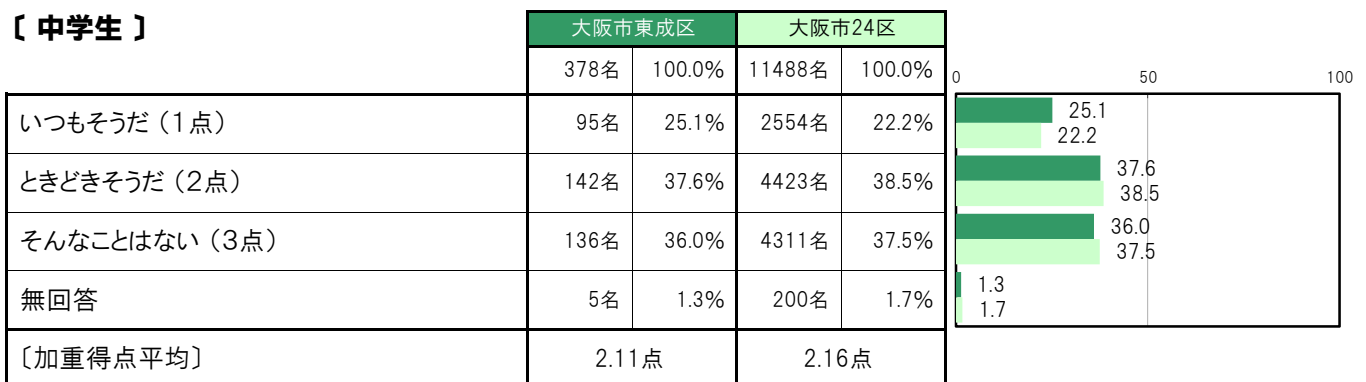 〔 中学生 〕
大阪市東成区 大阪市24区
378名 100.0% 11488名 100.0%
0 50 100
いつもそうだ（1点） 95名 25.1% 2554名 22.2%
25.1
22.2
ときどきそうだ（2点） 142名 37.6% 4423名 38.5%
37.6
38.5
そんなことはない（3点） 136名 36.0% 4311名 37.5%
36.0
37.5
無回答 5名 1.3% 200名 1.7%
1.3
1.7
〔加重得点平均〕 2.11点 2.16点